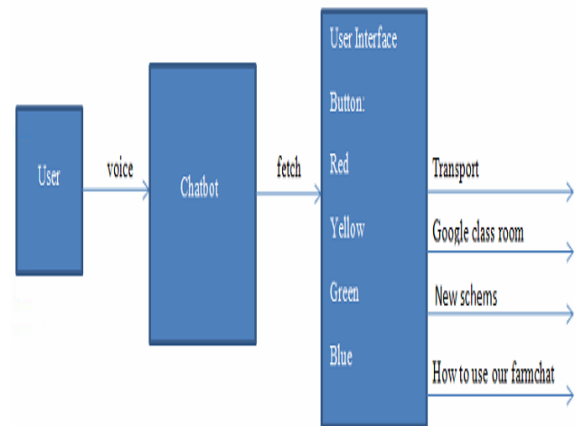 User
voice
Chatbot
fetch
User Interface
Button:
Red
Yellow
Green
Blue
Transport
Google class room
New schems
How to use our farmchat